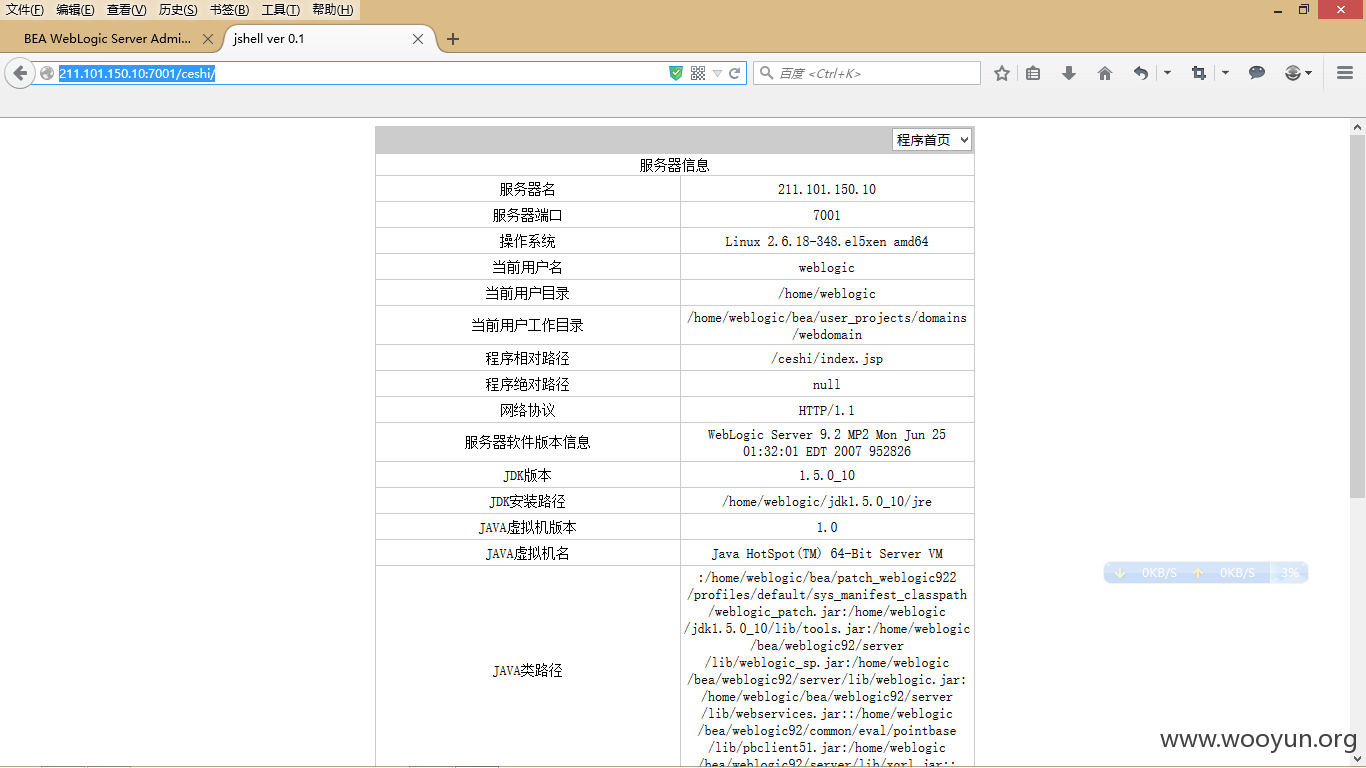 文件(F) 编辑(E) 查看(V) 历史(S) 书签(B) 工具(T) 帮助(H)
BEA WebLogic Server Admi...
jshell ver 0.1
211.101.150.10:7001/ceshi/
百度 <Ctrl+K>
程序首页
服务器信息
服务器名 211.101.150.10
服务器端口 7001
操作系统 Linux 2.6.18-348.el5xen amd64
当前用户名 weblogic
当前用户目录 /home/weblogic
当前用户工作目录 /home/weblogic/bea/user_projects/domains
/webdomain
程序相对路径 /ceshi/index.jsp
程序绝对路径 null
网络协议 HTTP/1.1
服务器软件版本信息 WebLogic Server 9.2 MP2 Mon Jun 25
01:32:01 EDT 2007 952826
JDK版本 1.5.0_10
JDK安装路径 /home/weblogic/jdk1.5.0_10/jre
JAVA虚拟机版本 1.0
JAVA虚拟机名 Java HotSpot(TM) 64-Bit Server VM
JAVA类路径
:/home/weblogic/bea/patch_weblogic922
/profiles/default/sys_manifest_classpath
/weblogic_patch.jar:/home/weblogic
/jdk1.5.0_10/lib/tools.jar:/home/weblogic
/bea/weblogic92/server
/lib/weblogic_sp.jar:/home/weblogic
/bea/weblogic92/server/lib/weblogic.jar:
/home/weblogic/bea/weblogic92/server
/lib/webservices.jar::/home/weblogic
/bea/weblogic92/common/eval/pointbase
/lib/pbclient51.jar:/home/weblogic
/bea/weblogic92/server/lib/xqrl.jar::
0KB/S 0KB/S 3%
www.wooyun.org